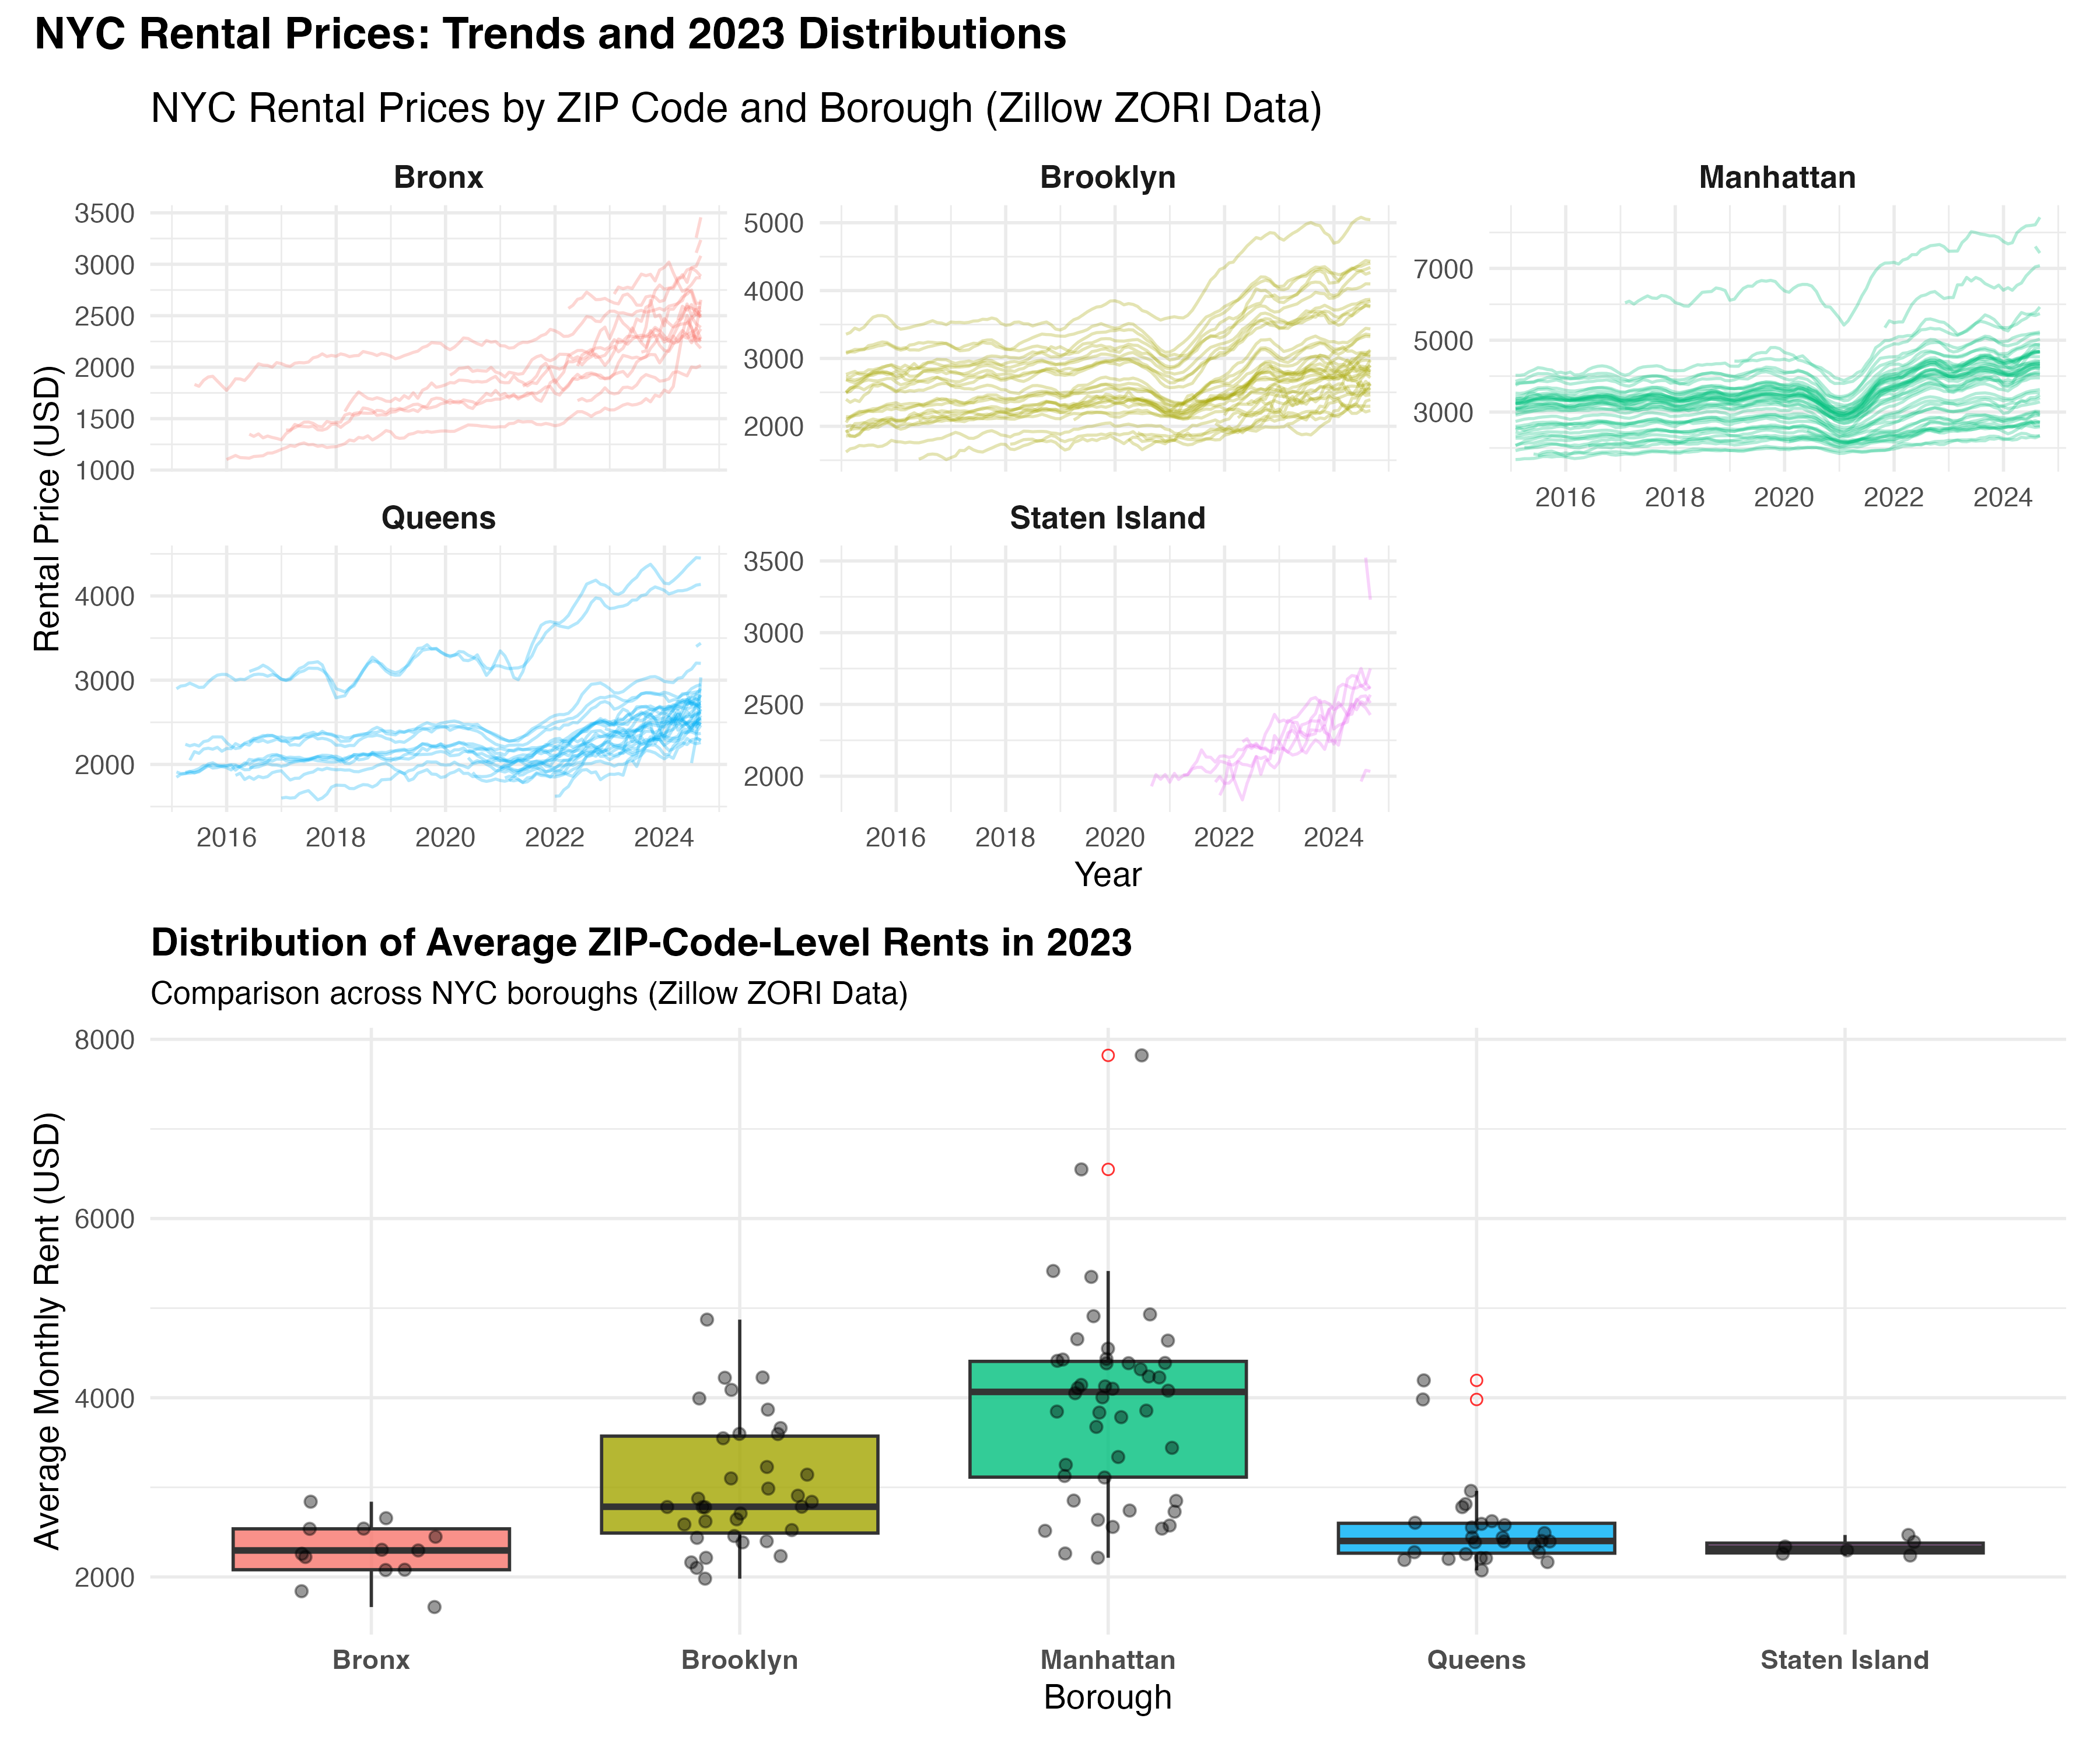 NYC Rental Prices: Trends and 2023 Distributions
NYC Rental Prices by ZIP Code and Borough (Zillow ZORI Data)
Rental Price (USD)
Bronx
3500
3000
2500
2000
1500
1000
Brooklyn
5000
4000
3000
2000
Manhattan
7000
5000
3000
2016 2018 2020 2022 2024
Queens
4000
3000
2000
2016 2018 2020 2022 2024
Staten Island
3500
3000
2500
2000
2016 2018 2020 2022 2024
Year
Distribution of Average ZIP-Code-Level Rents in 2023
Comparison across NYC boroughs (Zillow ZORI Data)
Average Monthly Rent (USD)
8000
6000
4000
2000
Bronx Brooklyn Manhattan Queens Staten Island
Borough